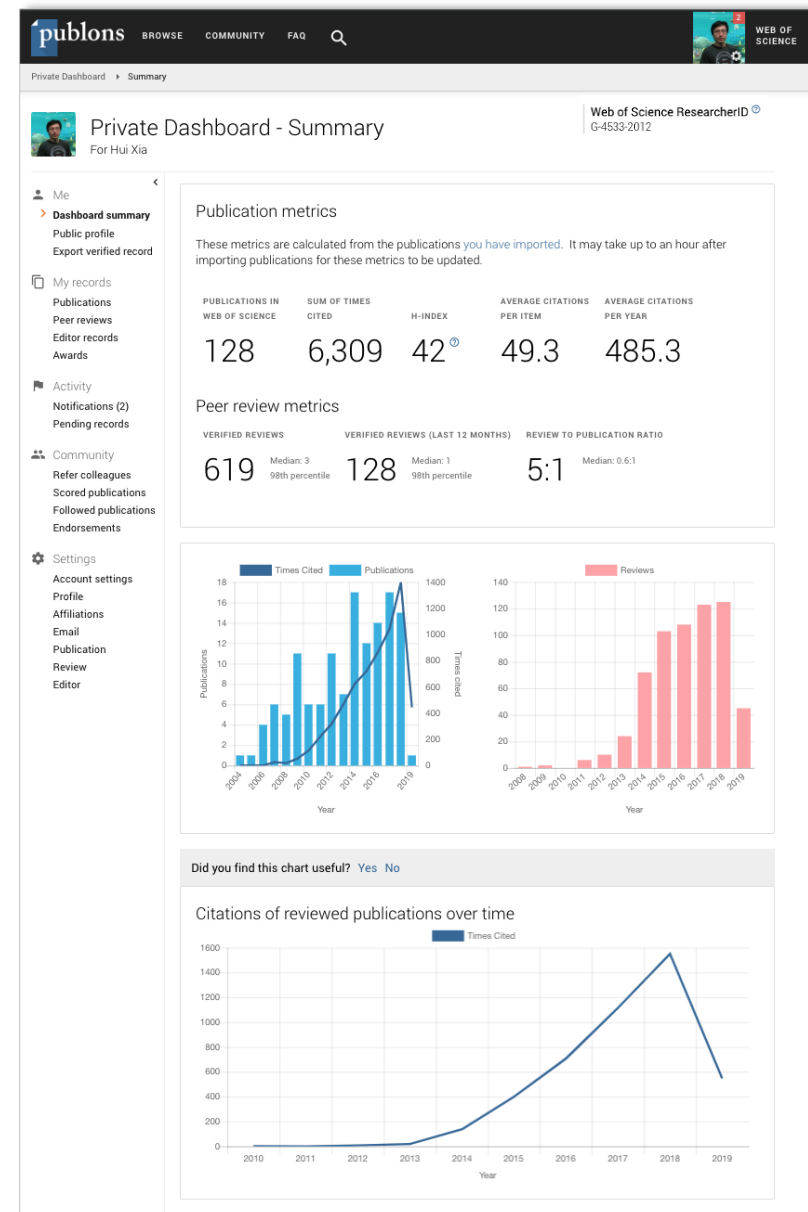 publons BROWSE COMMUNITY FAQ
2
WEB OF
SCIENCE
Private Dashboard Summary
Private Dashboard - Summary
For Hui Xia
Web of Science ResearcherID ?
G-4533-2012
Me
Dashboard summary
Public profile
Export verified record
My records
Publications
Peer reviews
Editor records
Awards
Activity
Notifications (2)
Pending records
Community
Refer colleagues
Scored publications
Followed publications
Endorsements
Settings
Account settings
Profile
Affiliations
Email
Publication
Review
Editor
Publication metrics
These metrics are calculated from the publications you have imported. It may take up to an hour after
importing publications for these metrics to be updated.
PUBLICATIONS IN
WEB OF SCIENCE
128
SUM OF TIMES
CITED
6,309
H-INDEX
42 ?
AVERAGE CITATIONS
PER ITEM
49.3
AVERAGE CITATIONS
PER YEAR
485.3
Peer review metrics
VERIFIED REVIEWS
619
Median: 3
98th percentile
VERIFIED REVIEWS (LAST 12 MONTHS)
128
Median: 1
98th percentile
REVIEW TO PUBLICATION RATIO
5:1
Median: 0.6:1
Times Cited Publications
18
16
14
12
10
8
6
4
2
0
Publications
1400
1200
1000
800
600
400
200
0
Times cited
2004 2006 2008 2010 2012 2014 2016 2019
Year
Reviews
140
120
100
80
60
40
20
0
2008 2009 2010 2011 2012 2013 2014 2015 2016 2017 2018 2019
Year
Did you find this chart useful? Yes No
Citations of reviewed publications over time
Times Cited
1600
1400
1200
1000
800
600
400
200
0
2010 2011 2012 2013 2014 2015 2016 2017 2018 2019
Year